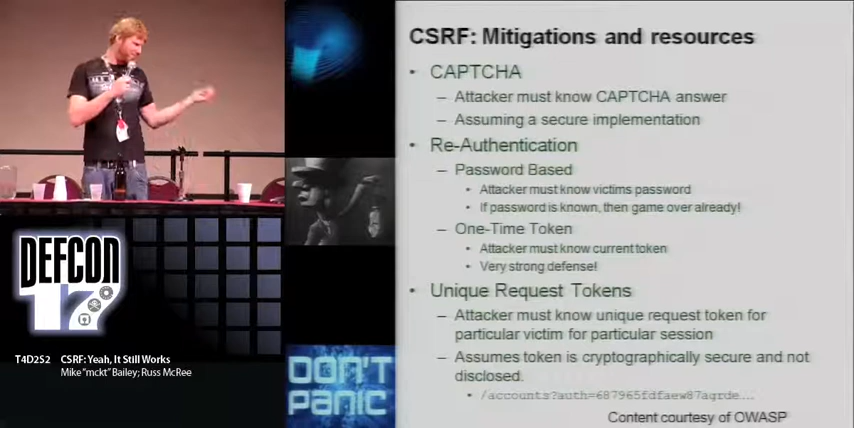 CSRF: Mitigations and resources
• CAPTCHA
– Attacker must know CAPTCHA answer
– Assuming a secure implementation
• Re-Authentication
– Password Based
• Attacker must know victims password
• If password is known, then game over already!
– One-Time Token
• Attacker must know current token
• Very strong defense!
• Unique Request Tokens
– Attacker must know unique request token for
particular victim for particular session
– Assumes token is cryptographically secure and not
disclosed.
• /accounts?auth=687965fdfaew87agrde...
Content courtesy of OWASP
DEFCON
17
T4D2S2 CSRF: Yeah, It Still Works
Mike "mckt" Bailey; Russ McRee
DON'T
PANIC